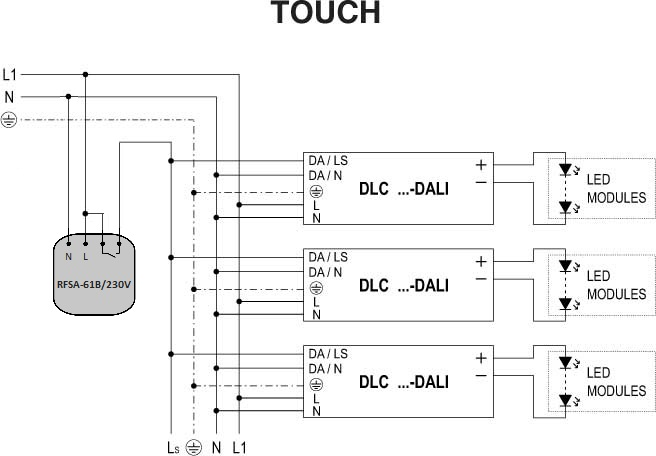 TOUCH
L1
N
N L
RFSA-61B/230V
DA / LS
DA / N
L
N
DLC ...-DALI
+
−
LED
MODULES
DA / LS
DA / N
L
N
DLC ...-DALI
+
−
LED
MODULES
DA / LS
DA / N
L
N
DLC ...-DALI
+
−
LED
MODULES
LS N L1